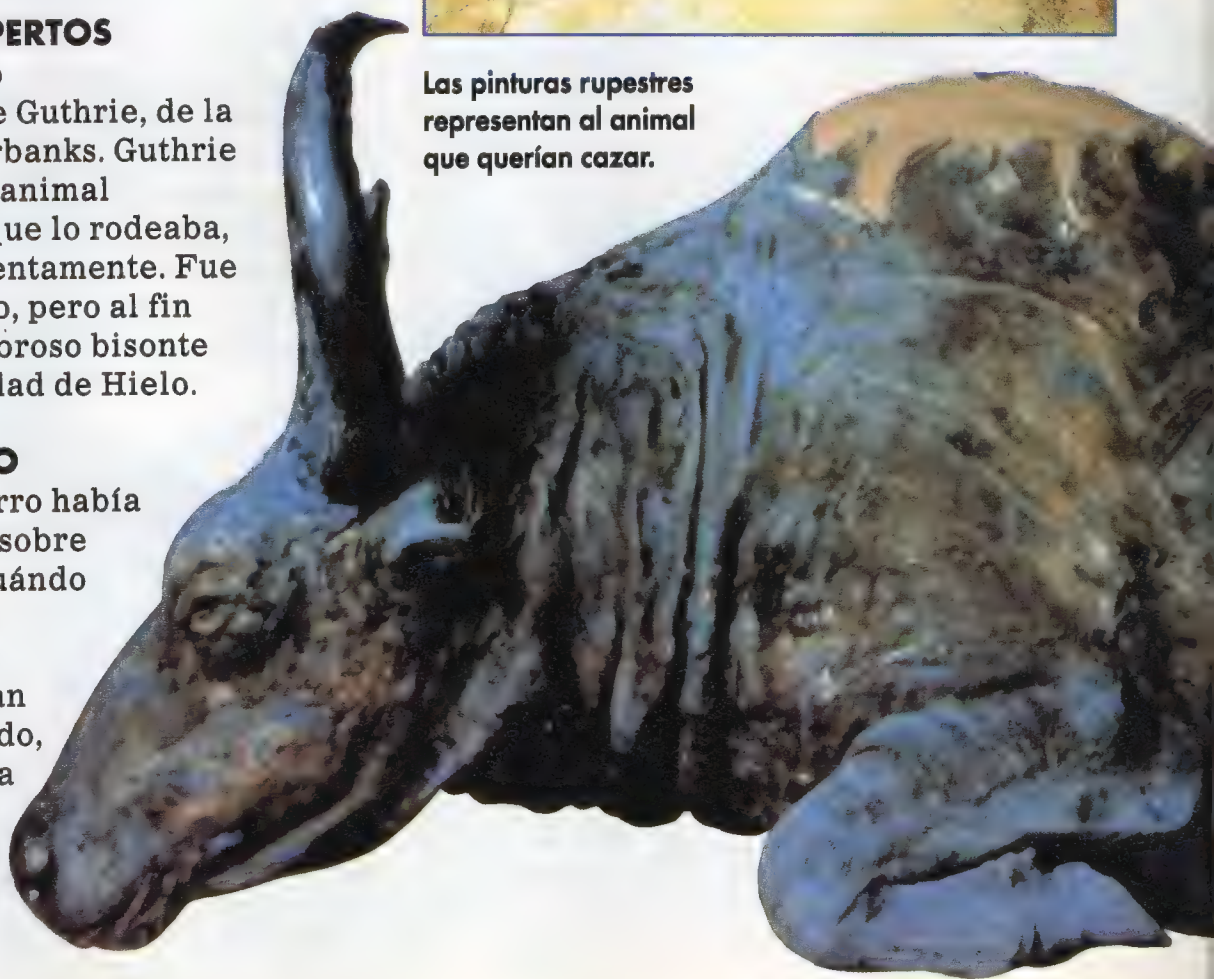 PERTOS
e Guthrie, de la
rbanks. Guthrie
animal
que lo rodeaba,
entamente. Fue
o, pero al fin
broso bisonte
dad de Hielo.
O
rro había
sobre
uándo
an
do,
a
Las pinturas rupestres
representan al animal
que querían cazar.